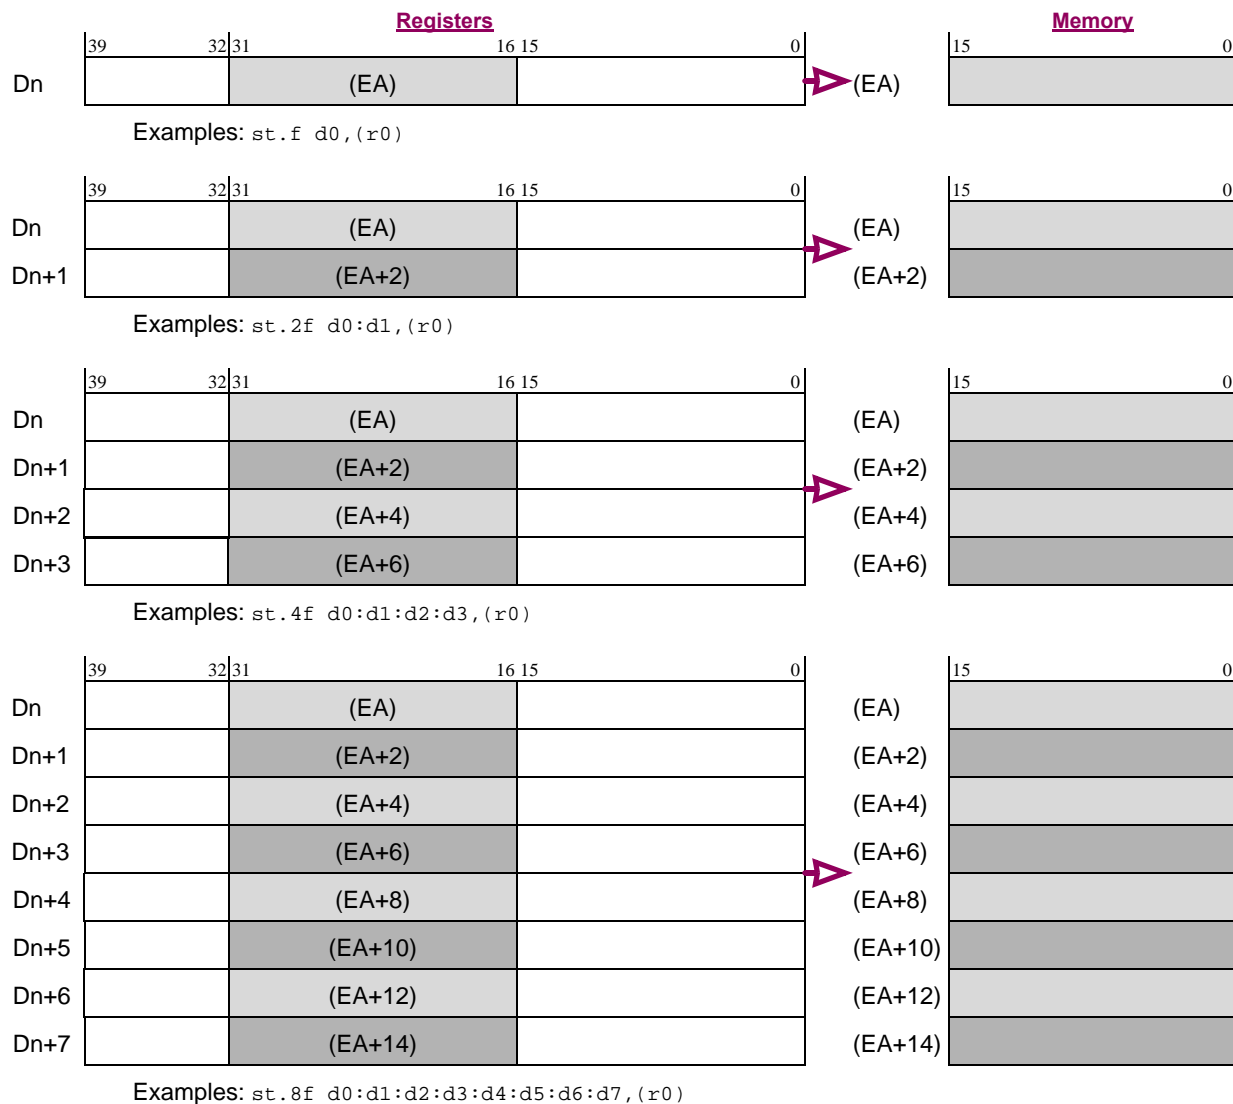 Registers Memory
39 32 31 16 15 0 15 0
Dn (EA) (EA)
Examples: st.f d0,(r0)
39 32 31 16 15 0 15 0
Dn (EA) (EA)
Dn+1 (EA+2) (EA+2)
Examples: st.2f d0:d1,(r0)
39 32 31 16 15 0 15 0
Dn (EA) (EA)
Dn+1 (EA+2) (EA+2)
Dn+2 (EA+4) (EA+4)
Dn+3 (EA+6) (EA+6)
Examples: st.4f d0:d1:d2:d3,(r0)
39 32 31 16 15 0 15 0
Dn (EA) (EA)
Dn+1 (EA+2) (EA+2)
Dn+2 (EA+4) (EA+4)
Dn+3 (EA+6) (EA+6)
Dn+4 (EA+8) (EA+8)
Dn+5 (EA+10) (EA+10)
Dn+6 (EA+12) (EA+12)
Dn+7 (EA+14) (EA+14)
Examples: st.8f d0:d1:d2:d3:d4:d5:d6:d7,(r0)